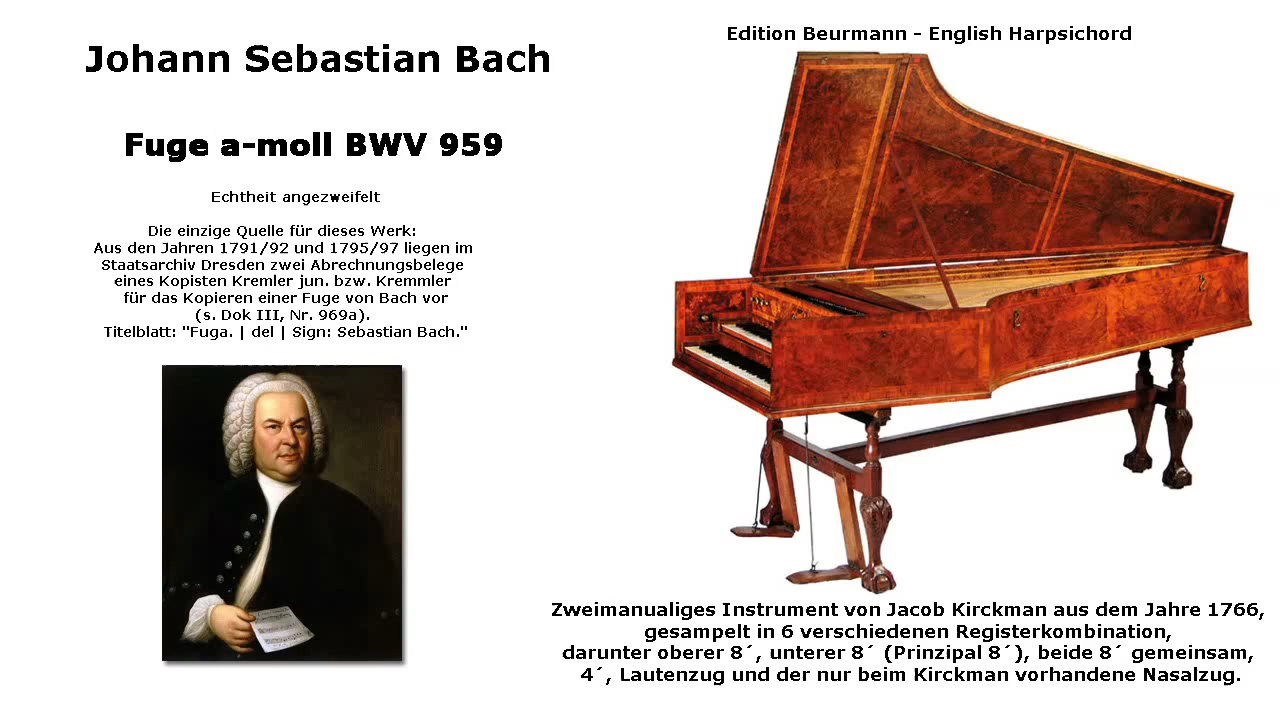 Johann Sebastian Bach
Fuge a-moll BWV 959
Echtheit angezweifelt
Die einzige Quelle für dieses Werk:
Aus den Jahren 1791/92 und 1795/97 liegen im
Staatsarchiv Dresden zwei Abrechnungsbelege
eines Kopisten Kremler jun. bzw. Kremmler
für das Kopieren einer Fuge von Bach vor
(s. Dok III, Nr. 969a).
Titelblatt: "Fuga. | del | Sign: Sebastian Bach."
Edition Beurmann - English Harpsichord
Zweimanualiges Instrument von Jacob Kirckman aus dem Jahre 1766,
gesampelt in 6 verschiedenen Registerkombination,
darunter oberer 8´, unterer 8´ (Prinzipal 8´), beide 8´ gemeinsam,
4´, Lautenzug und der nur beim Kirckman vorhandene Nasalzug.